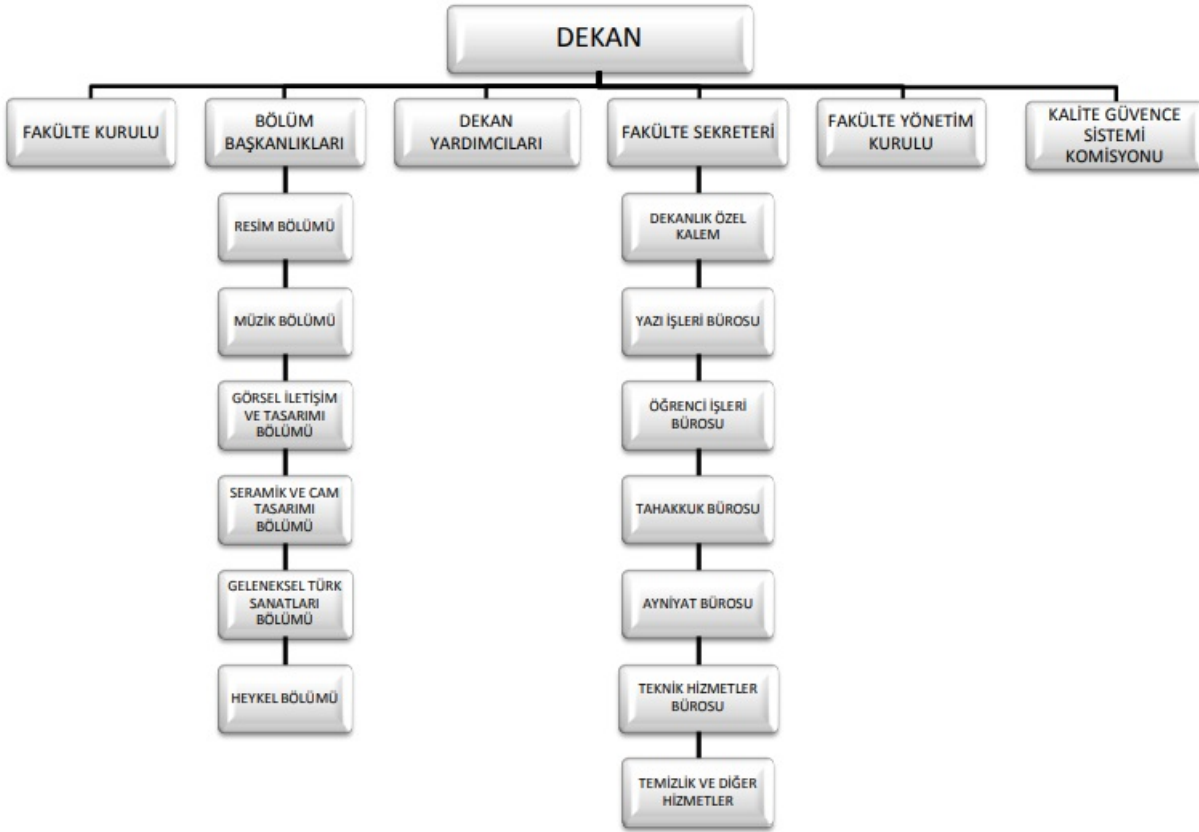 DEKAN
FAKÜLTE KURULU
BÖLÜM
BAŞKANLIKLARI
DEKAN
YARDIMCILARI
FAKÜLTE SEKRETERİ
FAKÜLTE YÖNETİM
KURULU
KALİTE GÜVENCE
SİSTEMİ
KOMİSYONU
RESİM BÖLÜMÜ
MÜZİK BÖLÜMÜ
GÖRSEL İLETİŞİM
VE TASARIMI
BÖLÜMÜ
SERAMİK VE CAM
TASARIMI
BÖLÜMÜ
GELENEKSEL TÜRK
SANATLARI
BÖLÜMÜ
HEYKEL BÖLÜMÜ
DEKANLIK ÖZEL
KALEM
YAZI İŞLERİ BÜROSU
ÖĞRENCİ İŞLERİ
BÜROSU
TAHAKKUK BÜROSU
AYNİYAT BÜROSU
TEKNİK HİZMETLER
BÜROSU
TEMİZLİK VE DİĞER
HİZMETLER